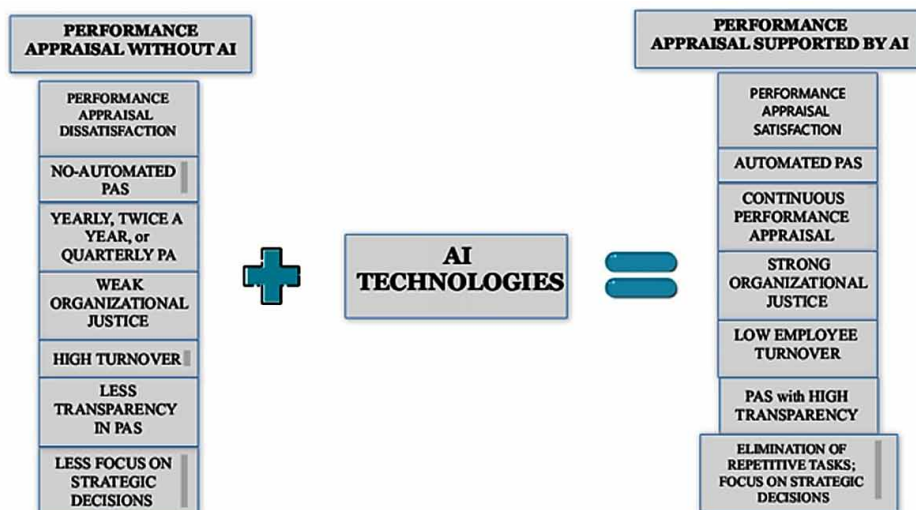 PERFORMANCE
APPRAISAL WITHOUT AI
PERFORMANCE
APPRAISAL
DISSATISFACTION
NO-AUTOMATED
PAS
YEARLY, TWICE A
YEAR, or
QUARTERLY PA
WEAK
ORGANIZATIONAL
JUSTICE
HIGH TURNOVER
LESS
TRANSPARENCY
IN PAS
LESS FOCUS ON
STRATEGIC
DECISIONS
AI
TECHNOLOGIES
PERFORMANCE
APPRAISAL SUPPORTED BY AI
PERFORMANCE
APPRAISAL
SATISFACTION
AUTOMATED PAS
CONTINUOUS
PERFORMANCE
APPRAISAL
STRONG
ORGANIZATIONAL
JUSTICE
LOW EMPLOYEE
TURNOVER
PAS with HIGH
TRANSPARENCY
ELIMINATION OF
REPETITIVE TASKS;
FOCUS ON STRATEGIC
DECISIONS